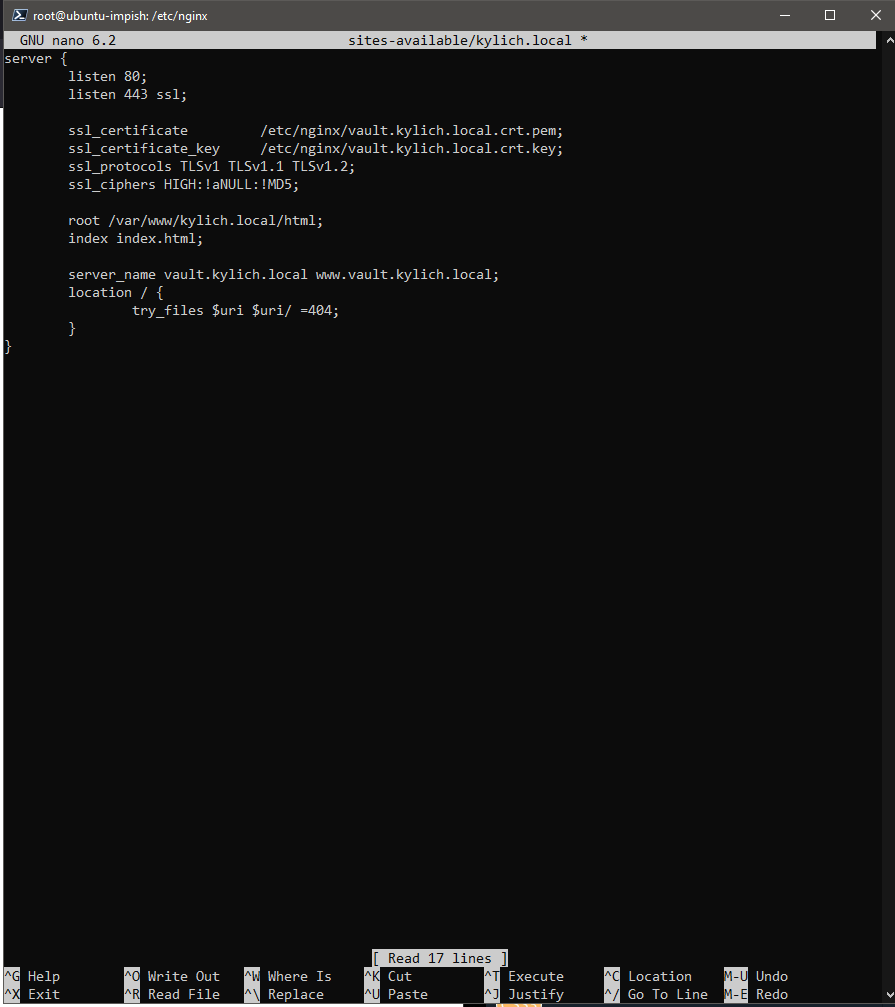 root@ubuntu-impish: /etc/nginx
GNU nano 6.2 sites-available/kylich.local *
server {
        listen 80;
        listen 443 ssl;

        ssl_certificate         /etc/nginx/vault.kylich.local.crt.pem;
        ssl_certificate_key     /etc/nginx/vault.kylich.local.crt.key;
        ssl_protocols TLSv1 TLSv1.1 TLSv1.2;
        ssl_ciphers HIGH:!aNULL:!MD5;

        root /var/www/kylich.local/html;
        index index.html;

        server_name vault.kylich.local www.vault.kylich.local;
        location / {
                try_files $uri $uri/ =404;
        }
}
[ Read 17 lines ]
^G Help ^O Write Out ^W Where Is ^K Cut ^T Execute ^C Location M-U Undo
^X Exit ^R Read File ^\ Replace ^U Paste ^J Justify ^/ Go To Line M-E Redo